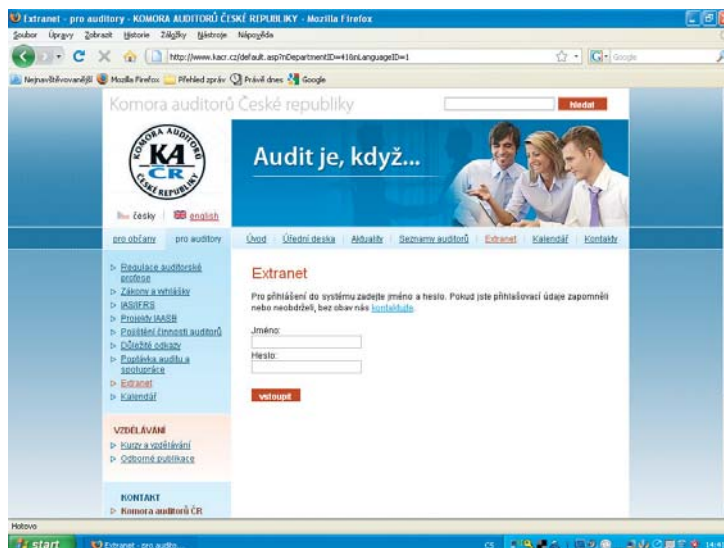 Extranet - pro auditory - KOMORA AUDITORŮ ČESKÉ REPUBLIKY - Mozilla Firefox
Soubor Úpravy Zobrazit Historie Záložky Nástroje Nápověda
http://www.kacr.cz/default.asp?nDepartmentID=41&nLanguageID=1
Google
Nejnavštěvovanější Mozilla Firefox Přehled zpráv Právě dnes Google
Komora auditorů České republiky
hledat
KOMORA AUDITORŮ
KA
ČR
ČESKÉ REPUBLIKY
Audit je, když...
česky english
pro občany pro auditory
Úvod Úřední deska Aktuality Seznamy auditorů Extranet Kalendář Kontakty
Regulace auditorské
profese
Zákony a vyhlášky
IAS/IFRS
Projekty IAASB
Pojištění činnosti auditorů
Důležité odkazy
Poptávka auditu a
spolupráce
Extranet
Kalendář
Extranet
Pro přihlášení do systému zadejte jméno a heslo. Pokud jste přihlašovací údaje zapomněli
nebo neobdrželi, bez obav nás kontaktujte.
Jméno:
Heslo:
vstoupit
VZDĚLÁVÁNÍ
Kurzy a vzdělávání
Odborné publikace
KONTAKT
Komora auditorů ČR
Hotovo
start
Extranet - pro audito...
CS